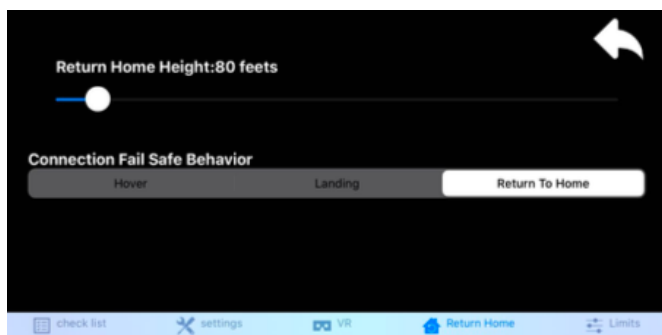 Return Home Height:80 feets
Connection Fail Safe Behavior
Hover Landing Return To Home
check list settings VR Return Home Limits